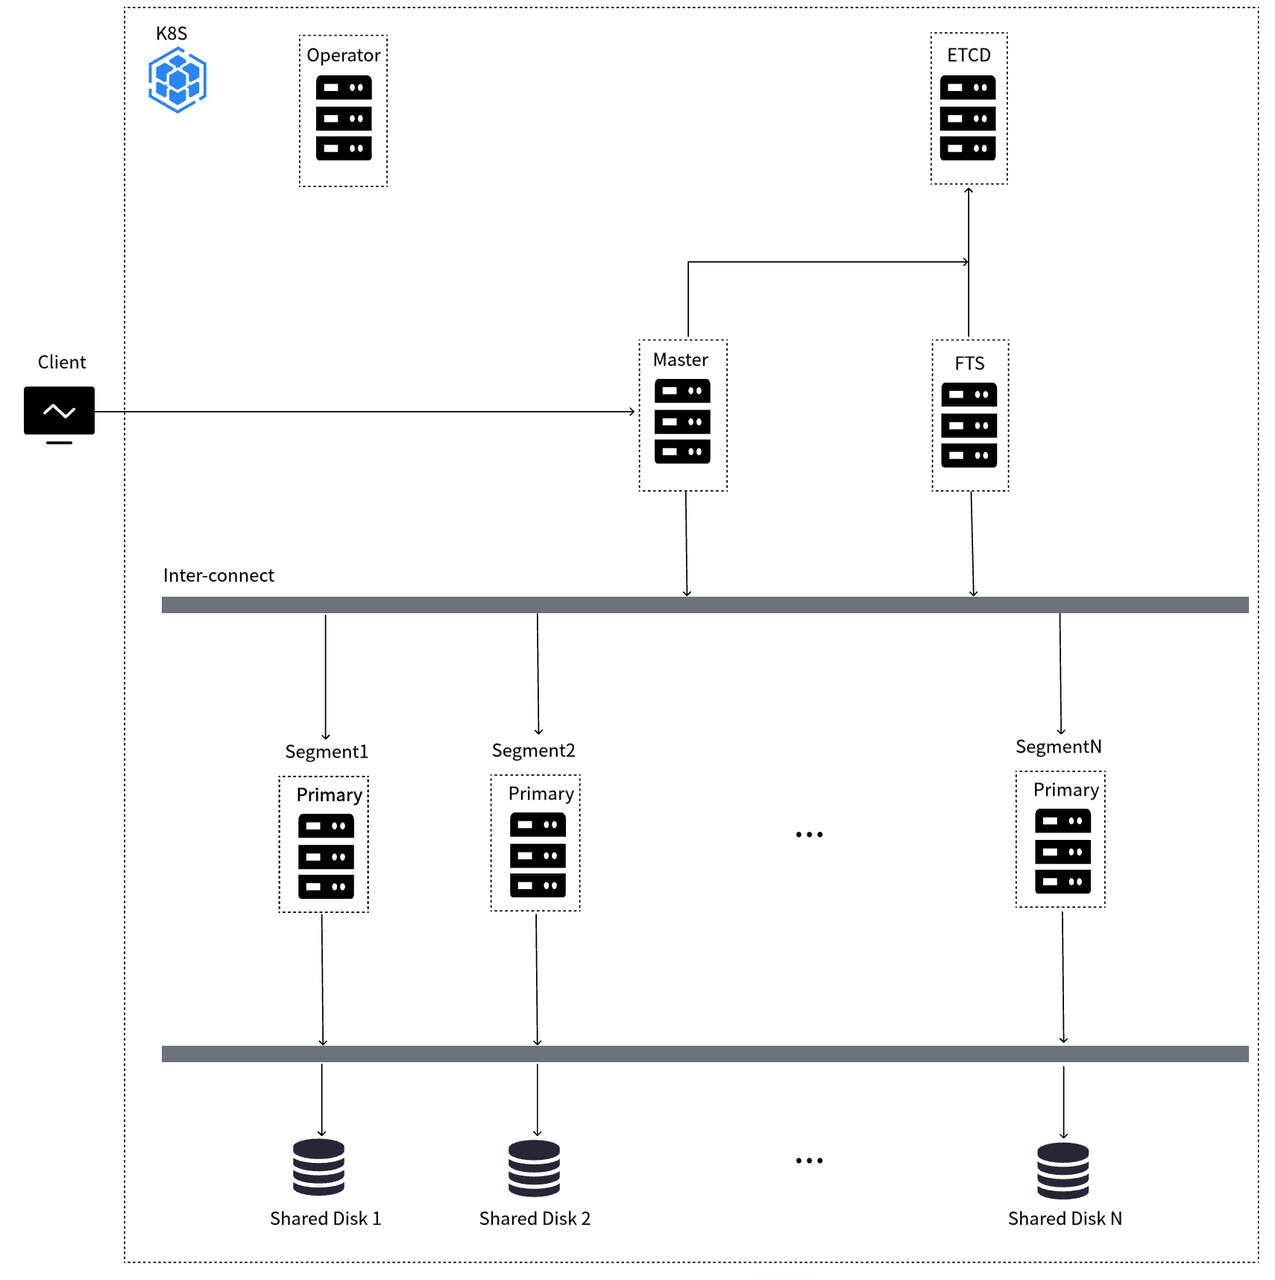 K8S
Operator
ETCD
Client
Master
FTS
Inter-connect
Segment1
Segment2
SegmentN
Primary
Primary
Primary
...
...
Shared Disk 1
Shared Disk 2
Shared Disk N